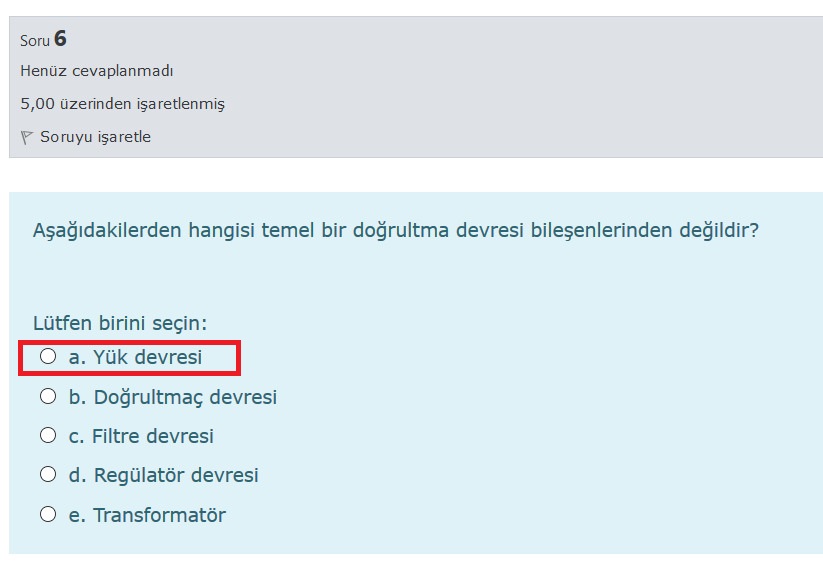 Soru 6
Henüz cevaplanmadı
5,00 üzerinden işaretlenmiş
Soruyu işaretle
Aşağıdakilerden hangisi temel bir doğrultma devresi bileşenlerinden değildir?
Lütfen birini seçin:
a. Yük devresi
b. Doğrultmaç devresi
c. Filtre devresi
d. Regülatör devresi
e. Transformatör